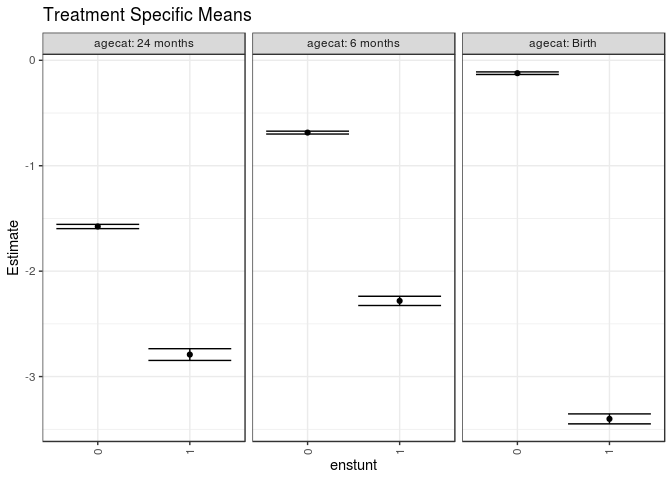 Treatment Specific Means
agecat: 24 months
agecat: 6 months
agecat: Birth
Estimate
0
-1
-2
-3
0
1
0
1
0
1
enstunt